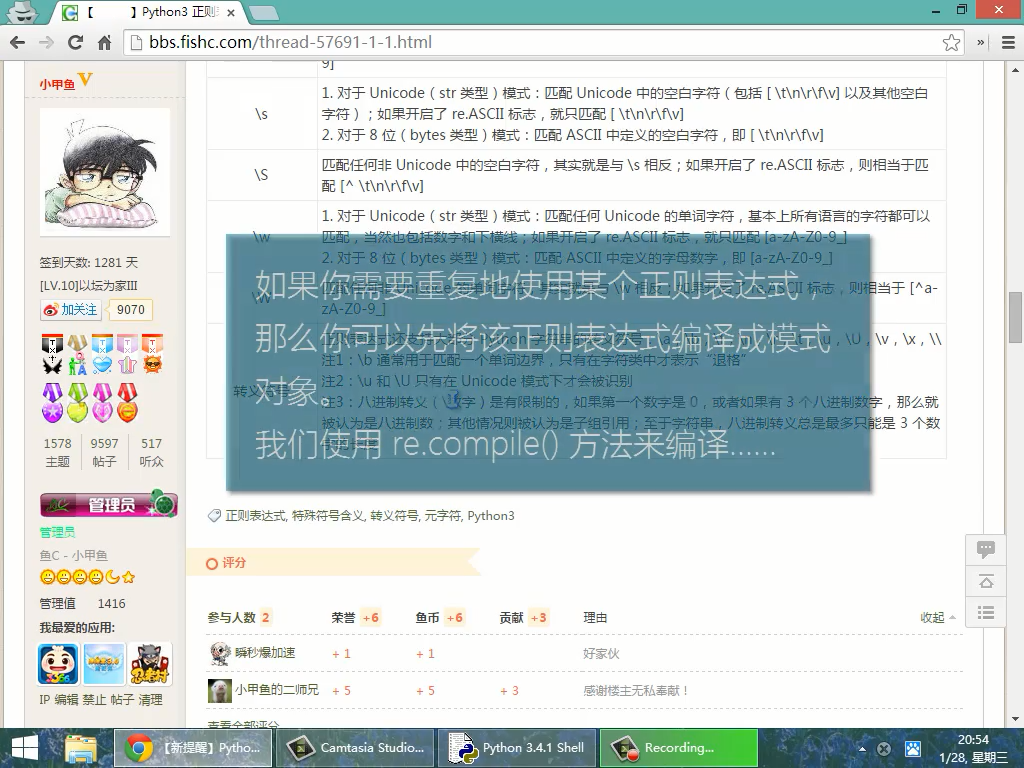 【 】Python3 正则
bbs.fishc.com/thread-57691-1-1.html
小甲鱼
签到天数: 1281 天
[LV.10]以坛为家III
加关注 9070
1578 9597 517
主题 帖子 听众
管理员
管理员
鱼C - 小甲鱼
管理值 1416
我最爱的应用:
IP 编辑 禁止 帖子 清理
9]
\s
1. 对于 Unicode（str 类型）模式：匹配 Unicode 中的空白字符（包括 [ \t\n\r\f\v] 以及其他空白
字符）；如果开启了 re.ASCII 标志，就只匹配 [ \t\n\r\f\v]
2. 对于 8 位（bytes 类型）模式：匹配 ASCII 中定义的空白字符，即 [ \t\n\r\f\v]
\S
匹配任何非 Unicode 中的空白字符，其实就是与 \s 相反；如果开启了 re.ASCII 标志，则相当于匹
配 [^ \t\n\r\f\v]
\w
1. 对于 Unicode（str 类型）模式：匹配任何 Unicode 的单词字符，基本上所有语言的字符都可以
匹配，当然也包括数字和下横线；如果开启了 re.ASCII 标志，就只匹配 [a-zA-Z0-9_]
2. 对于 8 位（bytes 类型）模式：匹配 ASCII 中定义的字母数字，即 [a-zA-Z0-9_]
标志，则相当于 [^a-
zA-Z0-9_]
，\U，\v，\x，\\
注1：\b 通常用于匹配一个单词边界，只有在字符类中才表示“退格”
注2：\u 和 \U 只有在 Unicode 模式下才会被识别
注3：八进制转义（\数字）是有限制的，如果第一个数字是 0，或者如果有 3 个八进制数字，那么就
被认为是八进制数；其他情况则被认为是子组引用；至于字符串，八进制转义总是最多只能是 3 个数
如果你需要重复地使用某个正则表达式，
那么你可以先将该正则表达式编译成模式
对象。
我们使用 re.compile() 方法来编译……
正则表达式, 特殊符号含义, 转义符号, 元字符, Python3
评分
参与人数 2 荣誉 +6 鱼币 +6 贡献 +3 理由 收起
瞬秒爆加速 + 1 + 1 好家伙
小甲鱼的二师兄 + 5 + 5 + 3 感谢楼主无私奉献！
查看全部评分
【新提醒】Pytho... Camtasia Studio... Python 3.4.1 Shell Recording...
20:54
1/28, 星期三